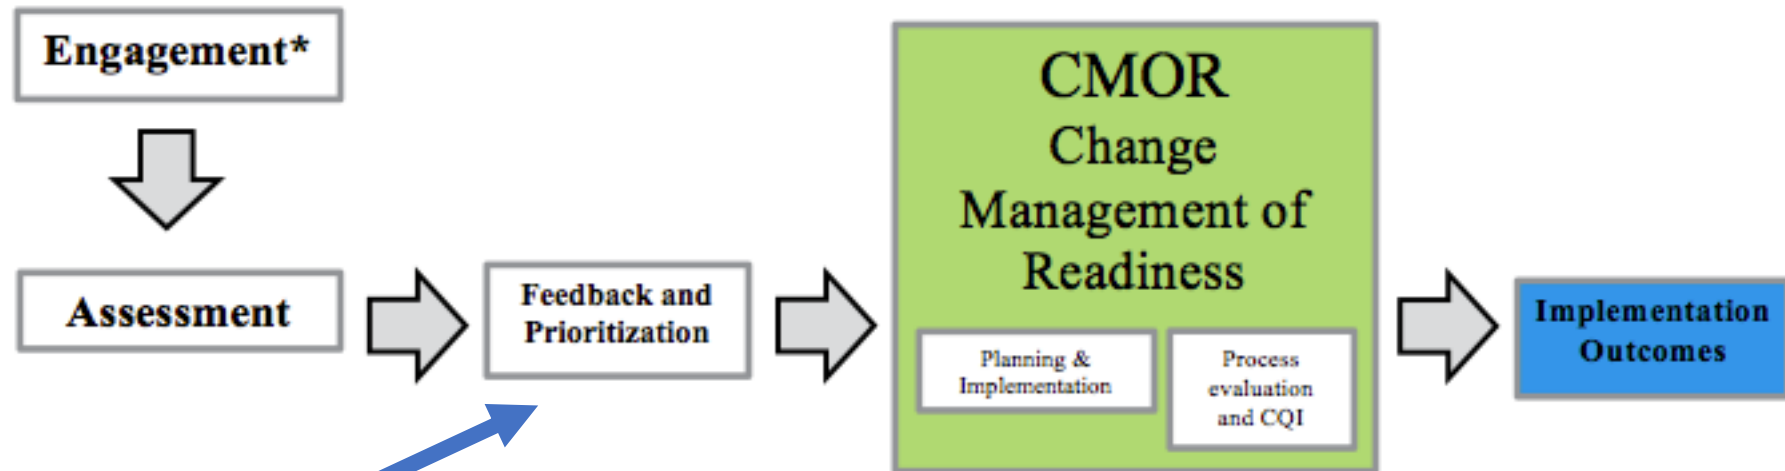 Engagement*
Assessment
Feedback and
Prioritization
CMOR
Change
Management of
Readiness
Planning &
Implementation
Process
evaluation
and CQI
Implementation
Outcomes